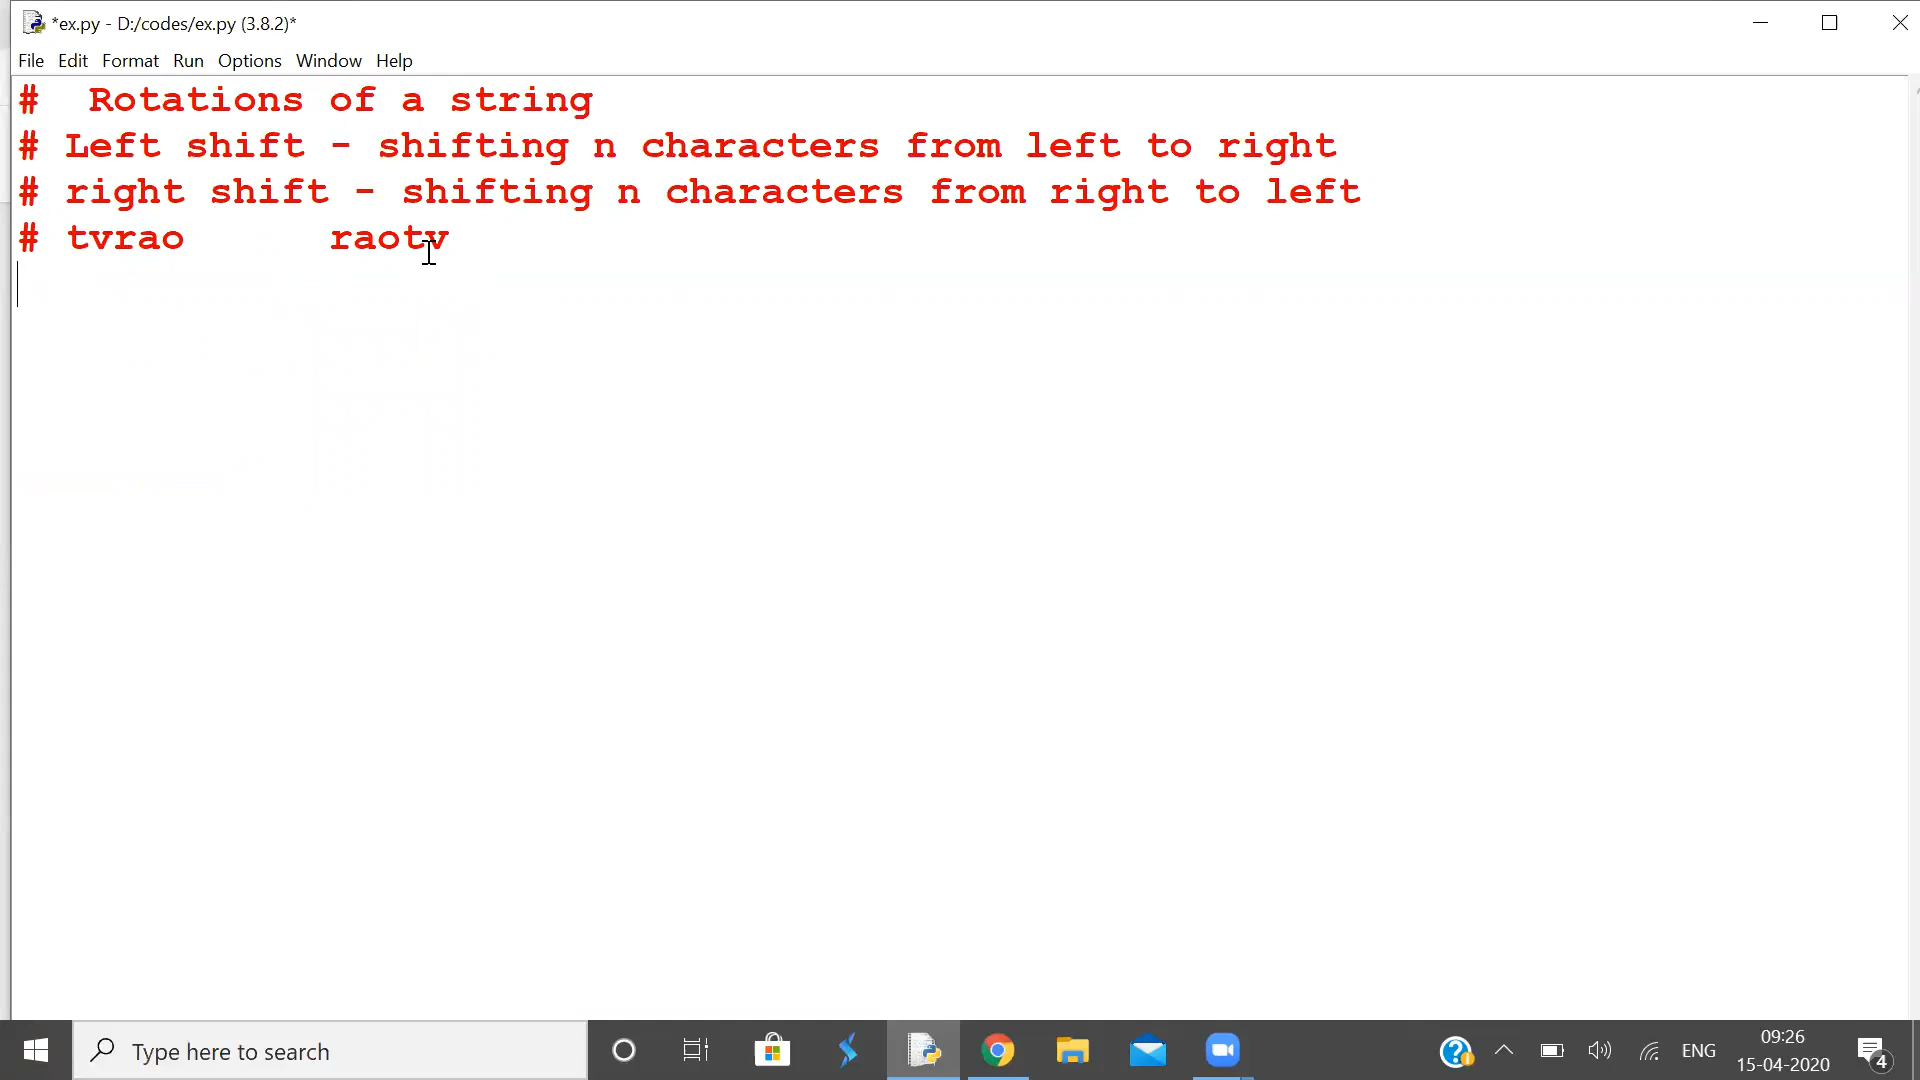 *ex.py - D:/codes/ex.py (3.8.2)*
File Edit Format Run Options Window Help
#  Rotations of a string
# Left shift - shifting n characters from left to right
# right shift - shifting n characters from right to left
# tvrao      raotv
Type here to search
ENG
09:26
15-04-2020
4